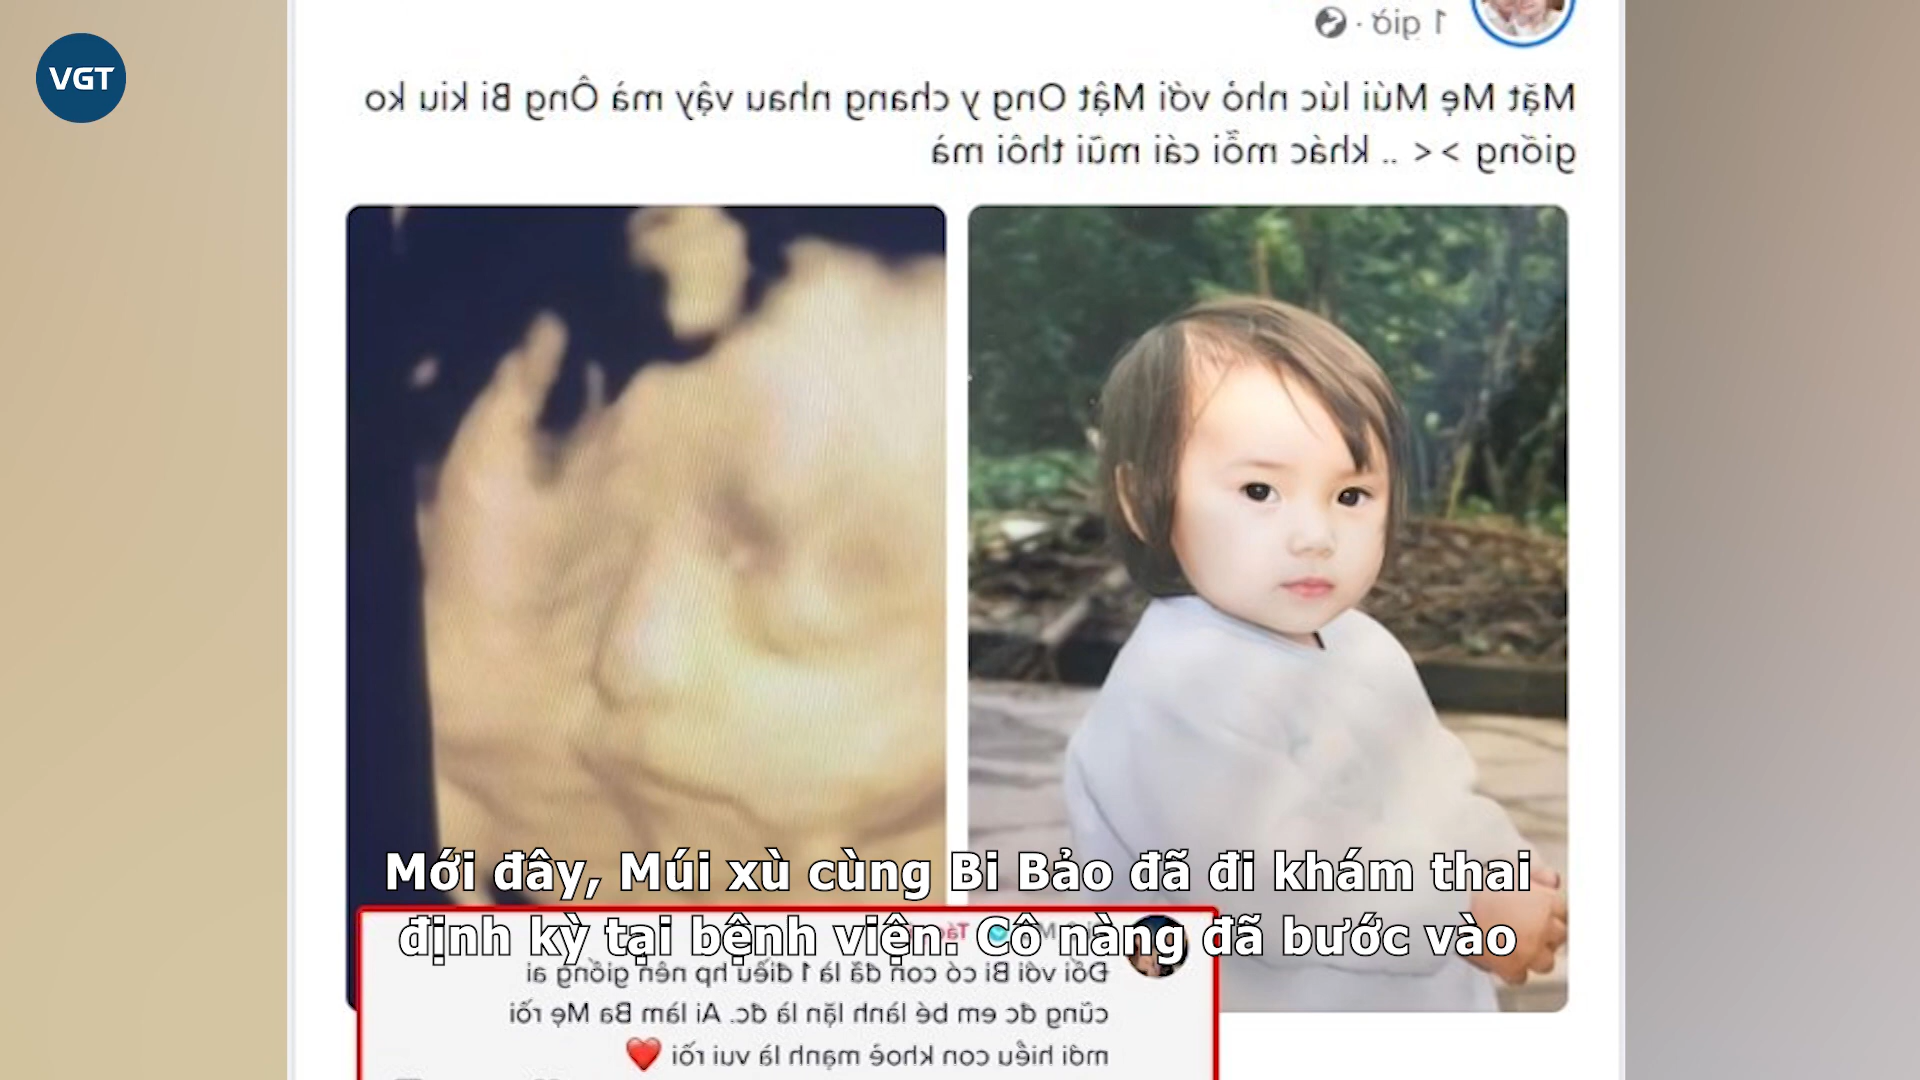 VGT
1 giờ ·
Mặt Mẹ Múi lúc nhỏ với Mật Ong y chang nhau vậy mà Ông Bi kiu ko
giống > < .. khác mỗi cái mũi thôi mà
Mới đây, Múi xù cùng Bi Bảo đã đi khám thai
định kỳ tại bệnh viện. Cô nàng đã bước vào
Đối với Bi có con đã là 1 điều hp nên giống ai
cũng đc em bé lành lặn là đc. Ai làm Ba Mẹ rồi
mới hiểu con khoẻ mạnh là vui rồi ❤️